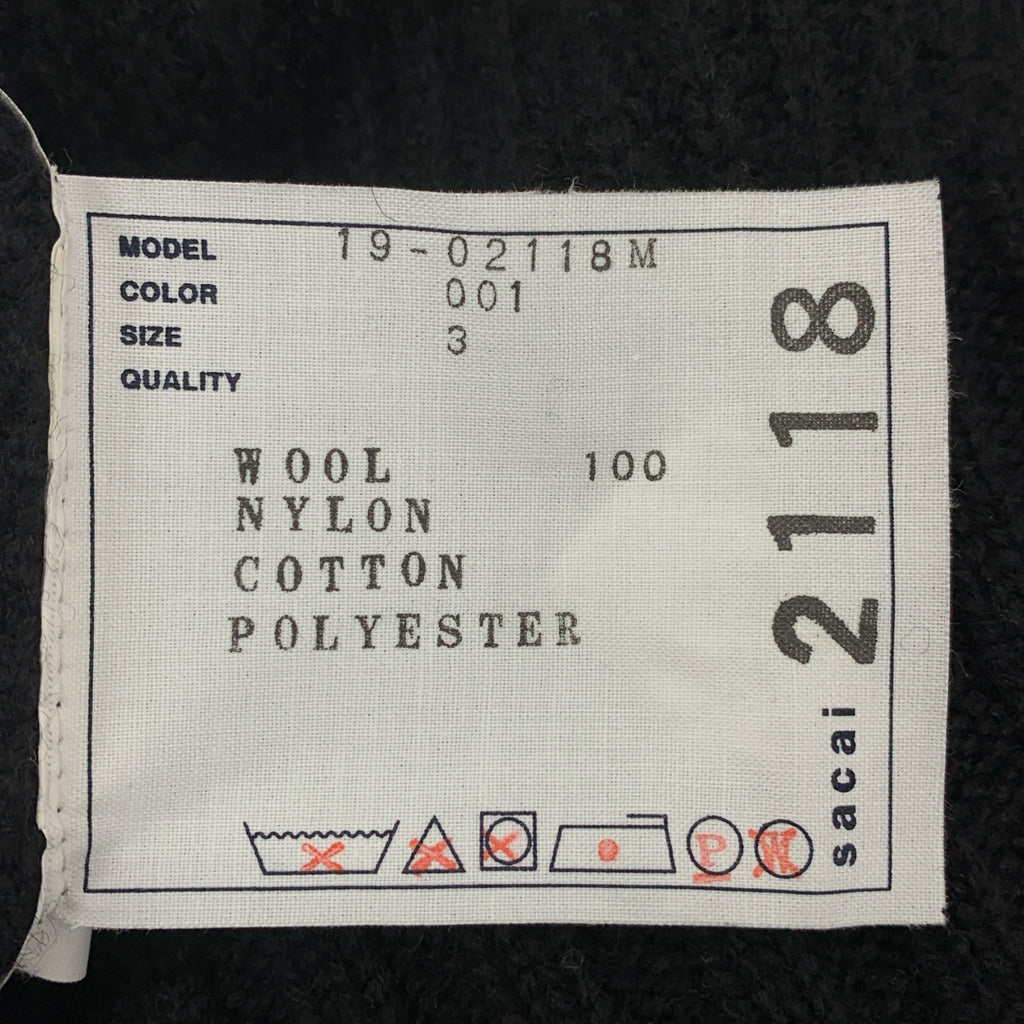 MODEL 19-02118M
COLOR 001
SIZE 3
QUALITY
WOOL 100
NYLON
COTTON
POLYESTER
P W
sacai 2118